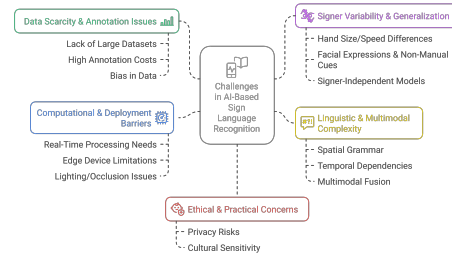 Data Scarcity & Annotation Issues
Lack of Large Datasets
High Annotation Costs
Bias in Data
Computational & Deployment
Barriers
Real-Time Processing Needs
Edge Device Limitations
Lighting/Occlusion Issues
Challenges
in AI-Based
Sign
Language
Recognition
Signer Variability & Generalization
Hand Size/Speed Differences
Facial Expressions & Non-Manual
Cues
Signer-Independent Models
#?!
Linguistic & Multimodal
Complexity
Spatial Grammar
Temporal Dependencies
Multimodal Fusion
Ethical & Practical Concerns
Privacy Risks
Cultural Sensitivity